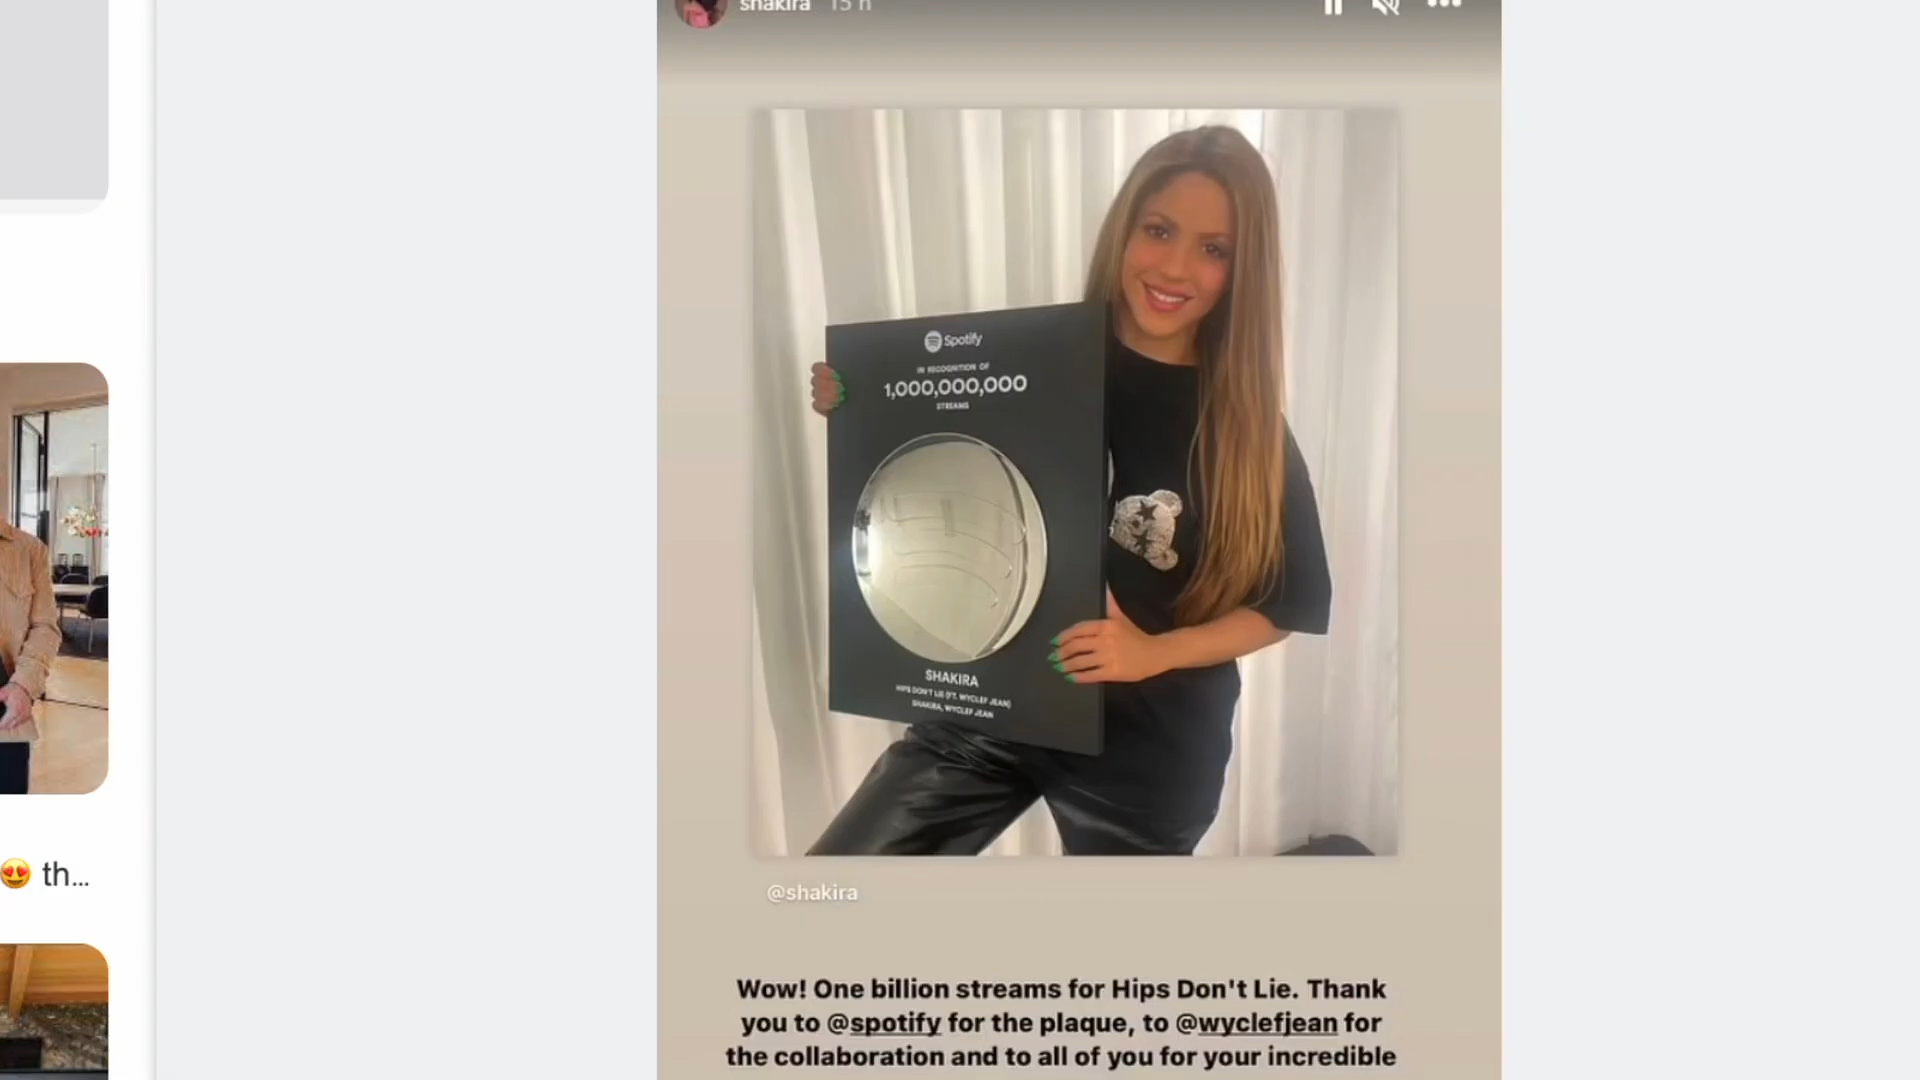 shakira 15 h
Spotify
IN RECOGNITION OF
1,000,000,000
STREAMS
SHAKIRA
HIPS DON'T LIE (FT. WYCLEF JEAN)
SHAKIRA, WYCLEF JEAN
@shakira
th...
Wow! One billion streams for Hips Don't Lie. Thank
you to @spotify for the plaque, to @wyclefjean for
the collaboration and to all of you for your incredible